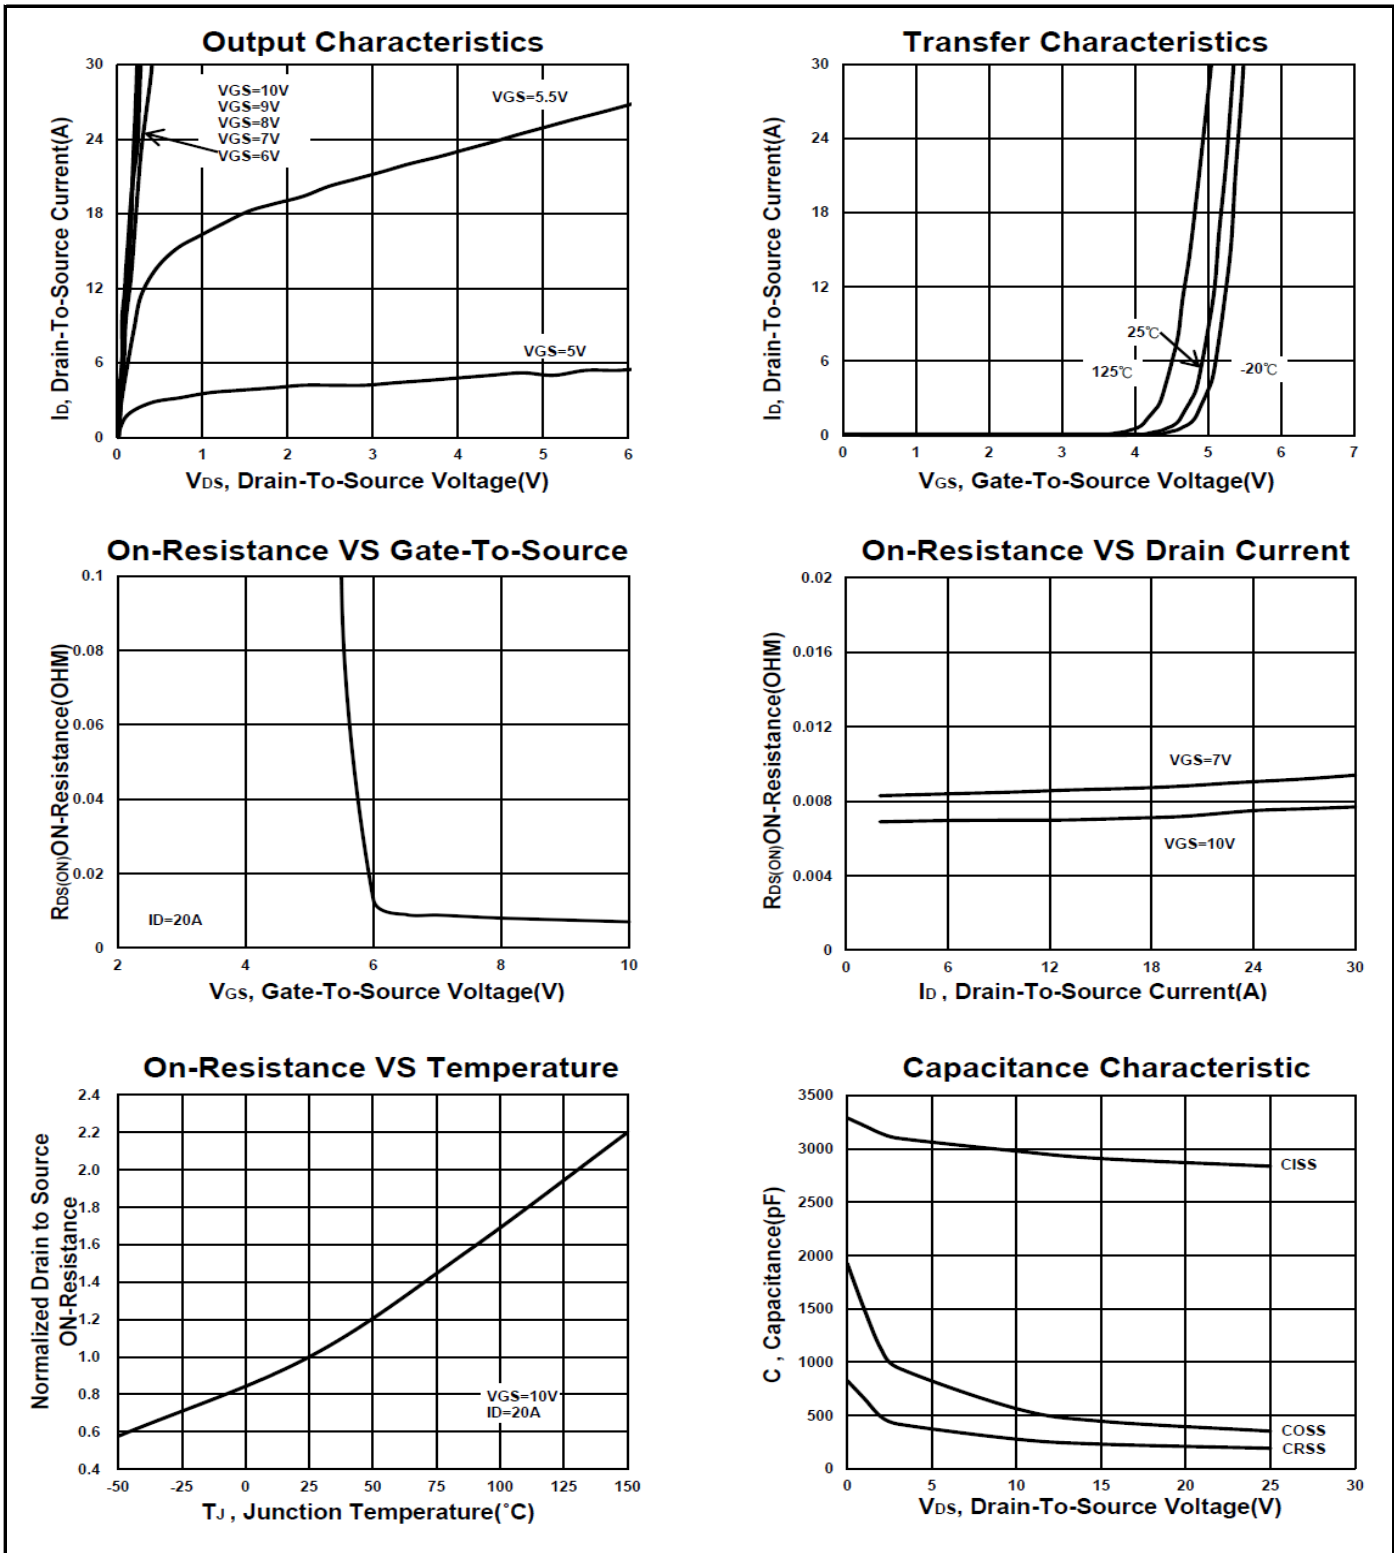 Output Characteristics
30
24
18
12
6
0
ID, Drain-To-Source Current(A)
VGS=10V
VGS=9V
VGS=8V
VGS=7V
VGS=6V
VGS=5.5V
VGS=5V
0 1 2 3 4 5 6
VDS, Drain-To-Source Voltage(V)
Transfer Characteristics
30
24
18
12
6
0
ID, Drain-To-Source Current(A)
25℃
125℃
-20℃
0 1 2 3 4 5 6 7
VGS, Gate-To-Source Voltage(V)
On-Resistance VS Gate-To-Source
0.1
0.08
0.06
0.04
0.02
0
RDS(ON)ON-Resistance(OHM)
ID=20A
2 4 6 8 10
VGS, Gate-To-Source Voltage(V)
On-Resistance VS Drain Current
0.02
0.016
0.012
0.008
0.004
0
RDS(ON)ON-Resistance(OHM)
VGS=7V
VGS=10V
0 6 12 18 24 30
ID , Drain-To-Source Current(A)
On-Resistance VS Temperature
2.4
2.2
2.0
1.8
1.6
1.4
1.2
1.0
0.8
0.6
0.4
Normalized Drain to Source
ON-Resistance
VGS=10V
ID=20A
-50 -25 0 25 50 75 100 125 150
TJ , Junction Temperature(°C)
Capacitance Characteristic
3500
3000
2500
2000
1500
1000
500
0
C , Capacitance(pF)
CISS
COSS
CRSS
0 5 10 15 20 25 30
VDS, Drain-To-Source Voltage(V)